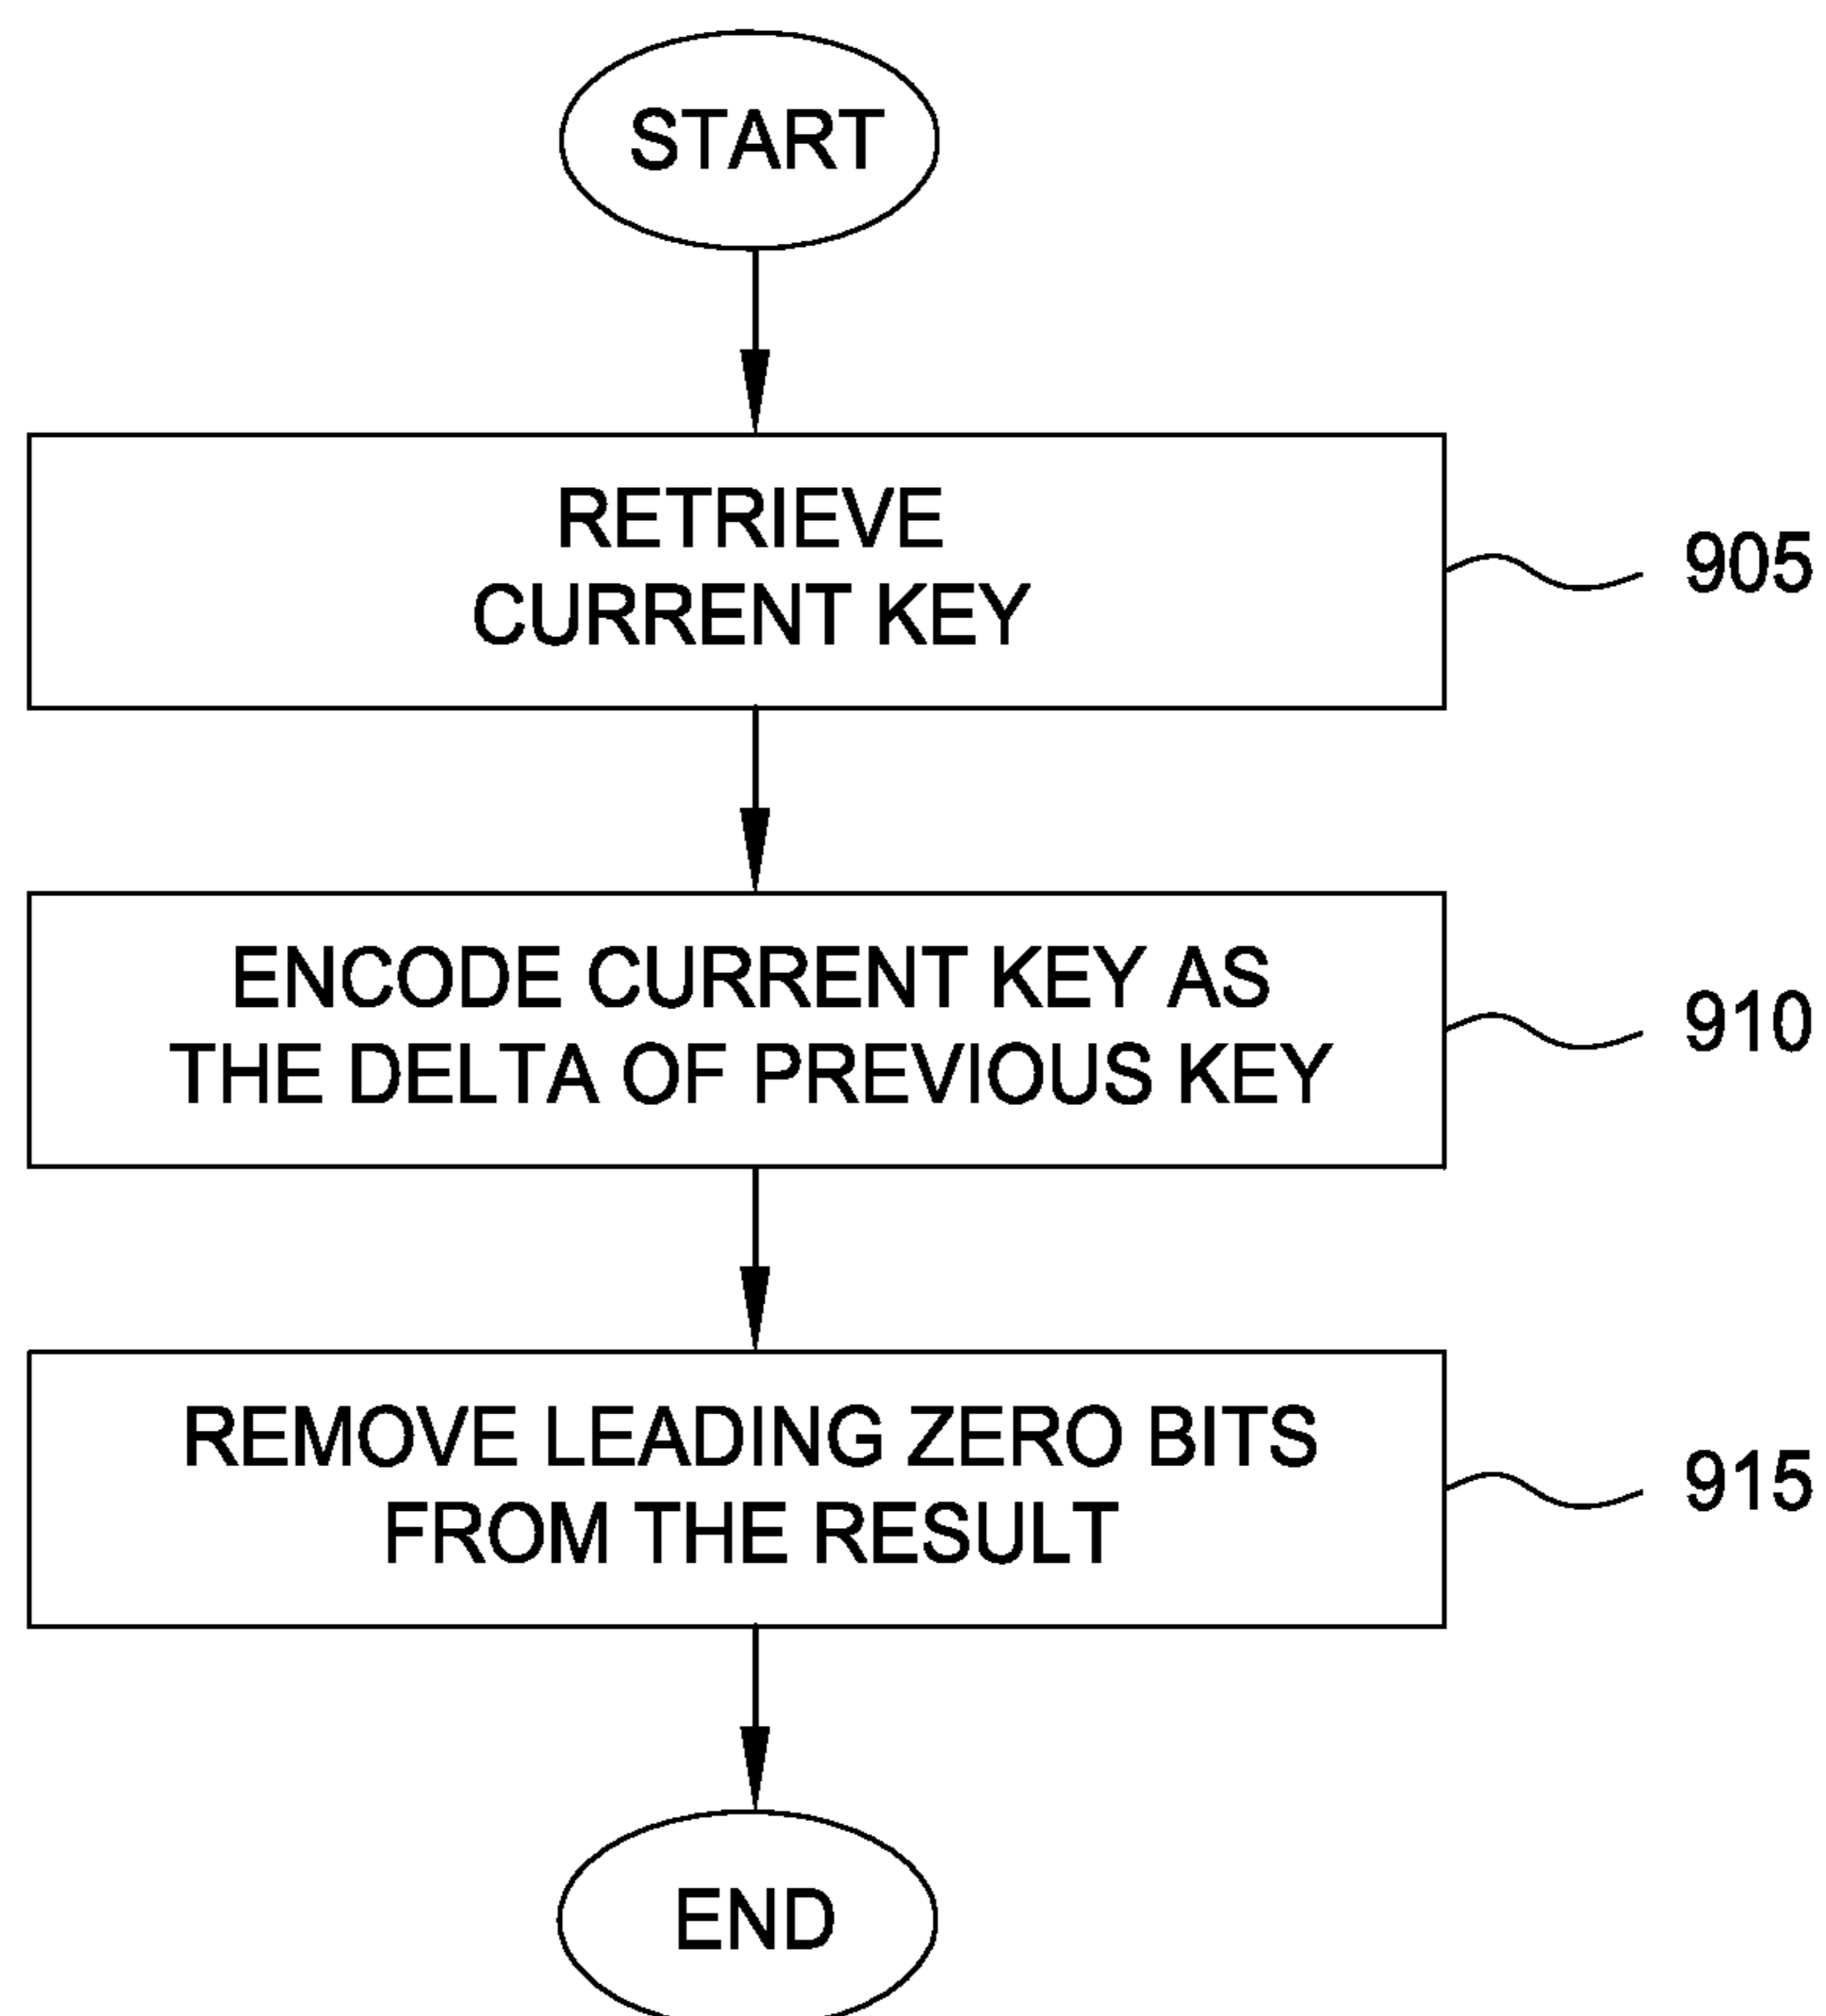 START
RETRIEVE
CURRENT KEY
905
ENCODE CURRENT KEY AS
THE DELTA OF PREVIOUS KEY
910
REMOVE LEADING ZERO BITS
FROM THE RESULT
915
END